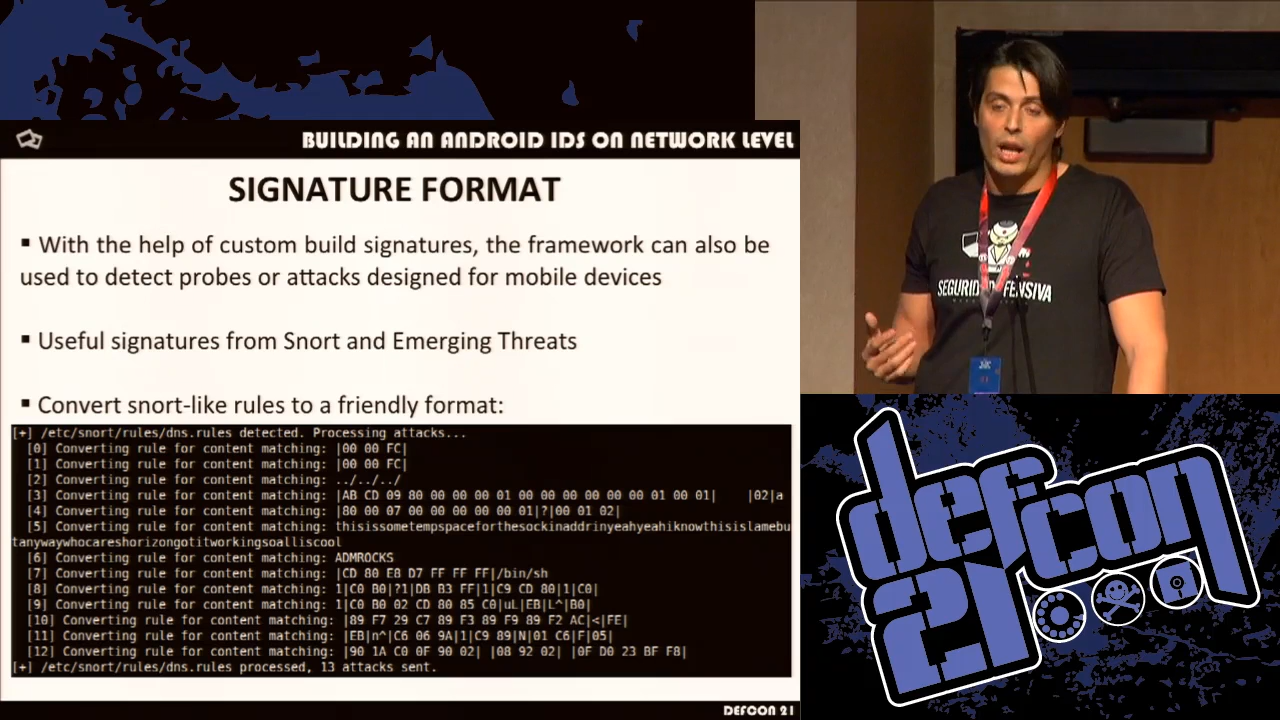 BUILDING AN ANDROID IDS ON NETWORK LEVEL
SIGNATURE FORMAT
▪ With the help of custom build signatures, the framework can also be
used to detect probes or attacks designed for mobile devices
▪ Useful signatures from Snort and Emerging Threats
▪ Convert snort-like rules to a friendly format:
[+] /etc/snort/rules/dns.rules detected. Processing attacks...
[0] Converting rule for content matching: |00 00 FC|
[1] Converting rule for content matching: |00 00 FC|
[2] Converting rule for content matching: ../../../
[3] Converting rule for content matching: |AB CD 09 80 00 00 00 01 00 00 00 00 00 00 01 00 01| |02|a
[4] Converting rule for content matching: |80 00 07 00 00 00 00 00 01|?|00 01 02|
[5] Converting rule for content matching: thisissometempspaceforthesockinaddrinyeahyeahiknowthisislamebu
tanywaywhocareshorizongotitworkingsoalliscool
[6] Converting rule for content matching: ADMROCKS
[7] Converting rule for content matching: |CD 80 E8 D7 FF FF FF|/bin/sh
[8] Converting rule for content matching: 1|C0 B0|?1|DB B3 FF|1|C9 CD 80|1|C0|
[9] Converting rule for content matching: 1|C0 B0 02 CD 80 85 C0|uL|EB|L^|B0|
[10] Converting rule for content matching: |89 F7 29 C7 89 F3 89 F9 89 F2 AC|<|FE|
[11] Converting rule for content matching: |EB|n^|C6 06 9A|1|C9 89|N|01 C6|F|05|
[12] Converting rule for content matching: |90 1A C0 0F 90 02| |08 92 02| |0F D0 23 BF F8|
[+] /etc/snort/rules/dns.rules processed, 13 attacks sent.
DEFCON 21
SEGURIDAD OFENSIVA
defcon
21